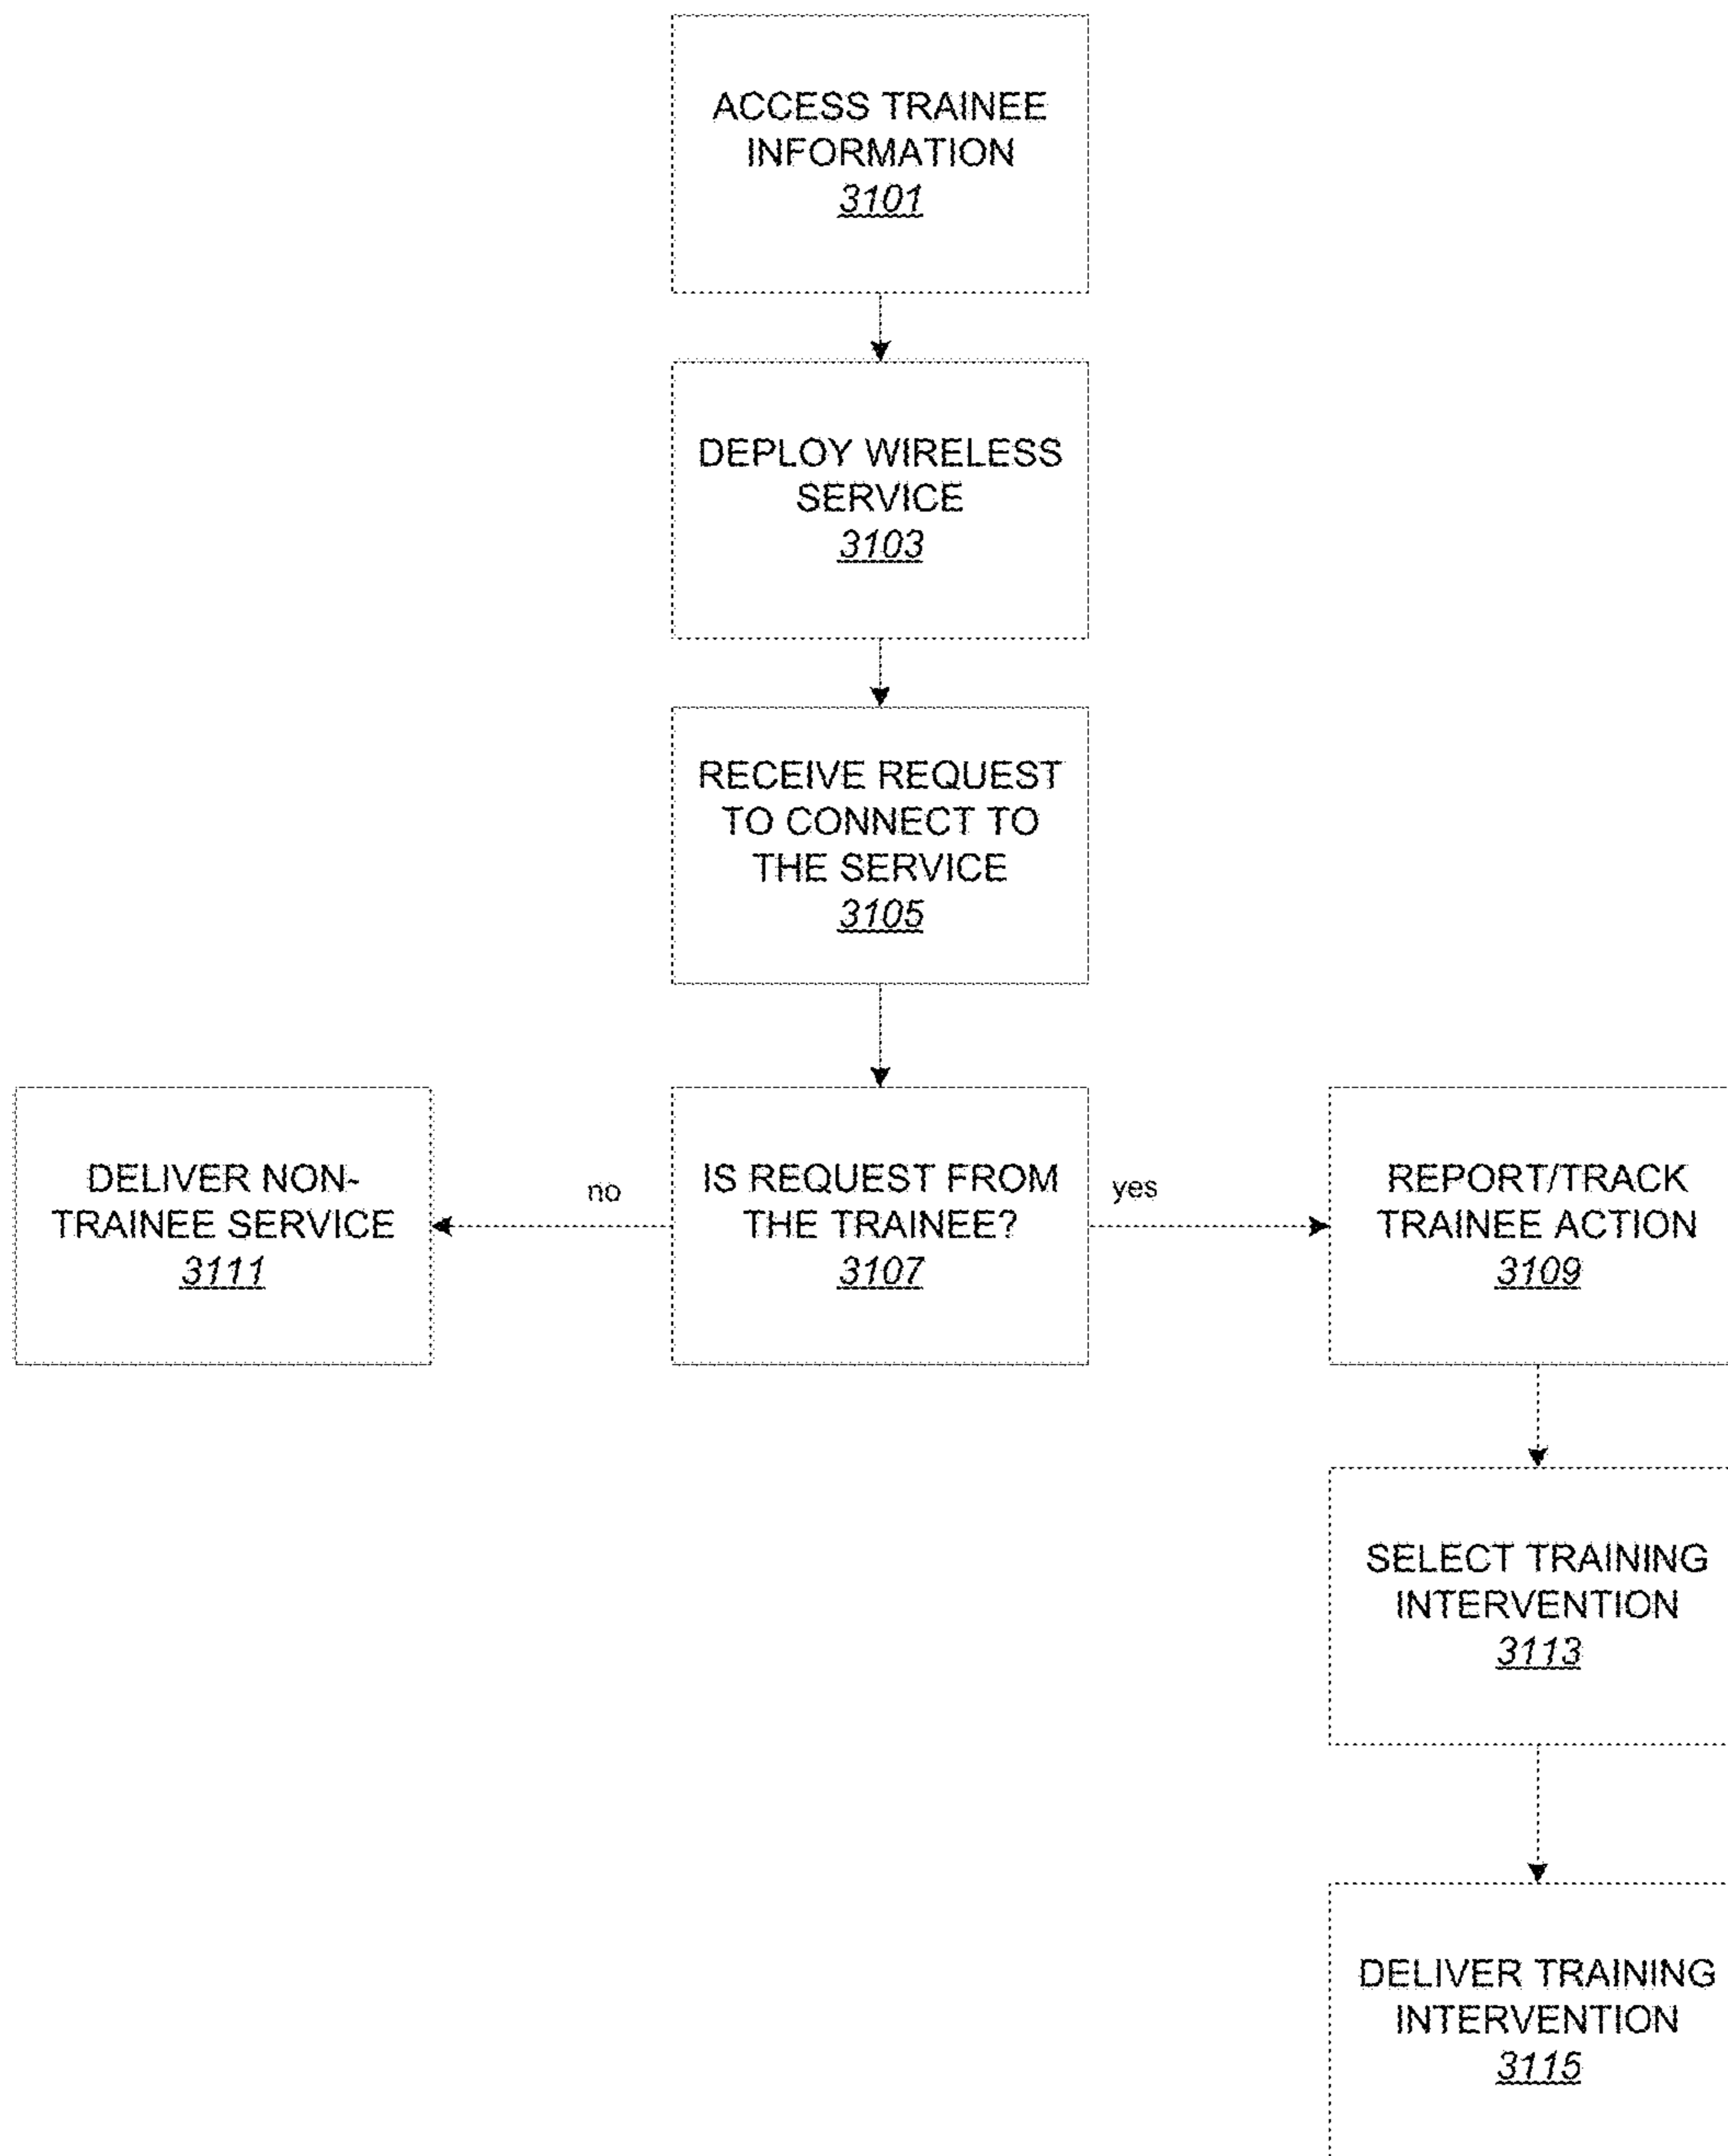 ACCESS TRAINEE
INFORMATION
3101
DEPLOY WIRELESS
SERVICE
3103
RECEIVE REQUEST
TO CONNECT TO
THE SERVICE
3105
DELIVER NON-
TRAINEE SERVICE
3111
no
IS REQUEST FROM
THE TRAINEE?
3107
yes
REPORT/TRACK
TRAINEE ACTION
3109
SELECT TRAINING
INTERVENTION
3113
DELIVER TRAINING
INTERVENTION
3115